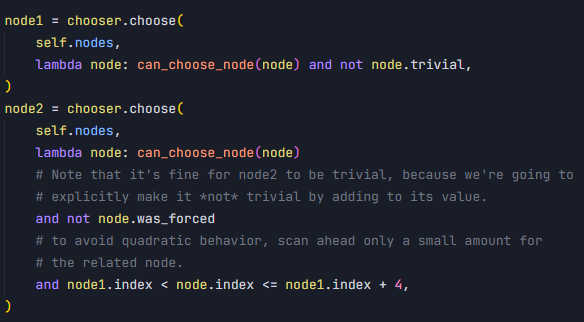 node1 = chooser.choose(
    self.nodes,
    lambda node: can_choose_node(node) and not node.trivial,
)
node2 = chooser.choose(
    self.nodes,
    lambda node: can_choose_node(node)
    # Note that it's fine for node2 to be trivial, because we're going to
    # explicitly make it *not* trivial by adding to its value.
    and not node.was_forced
    # to avoid quadratic behavior, scan ahead only a small amount for
    # the related node.
    and node1.index < node.index <= node1.index + 4,
)